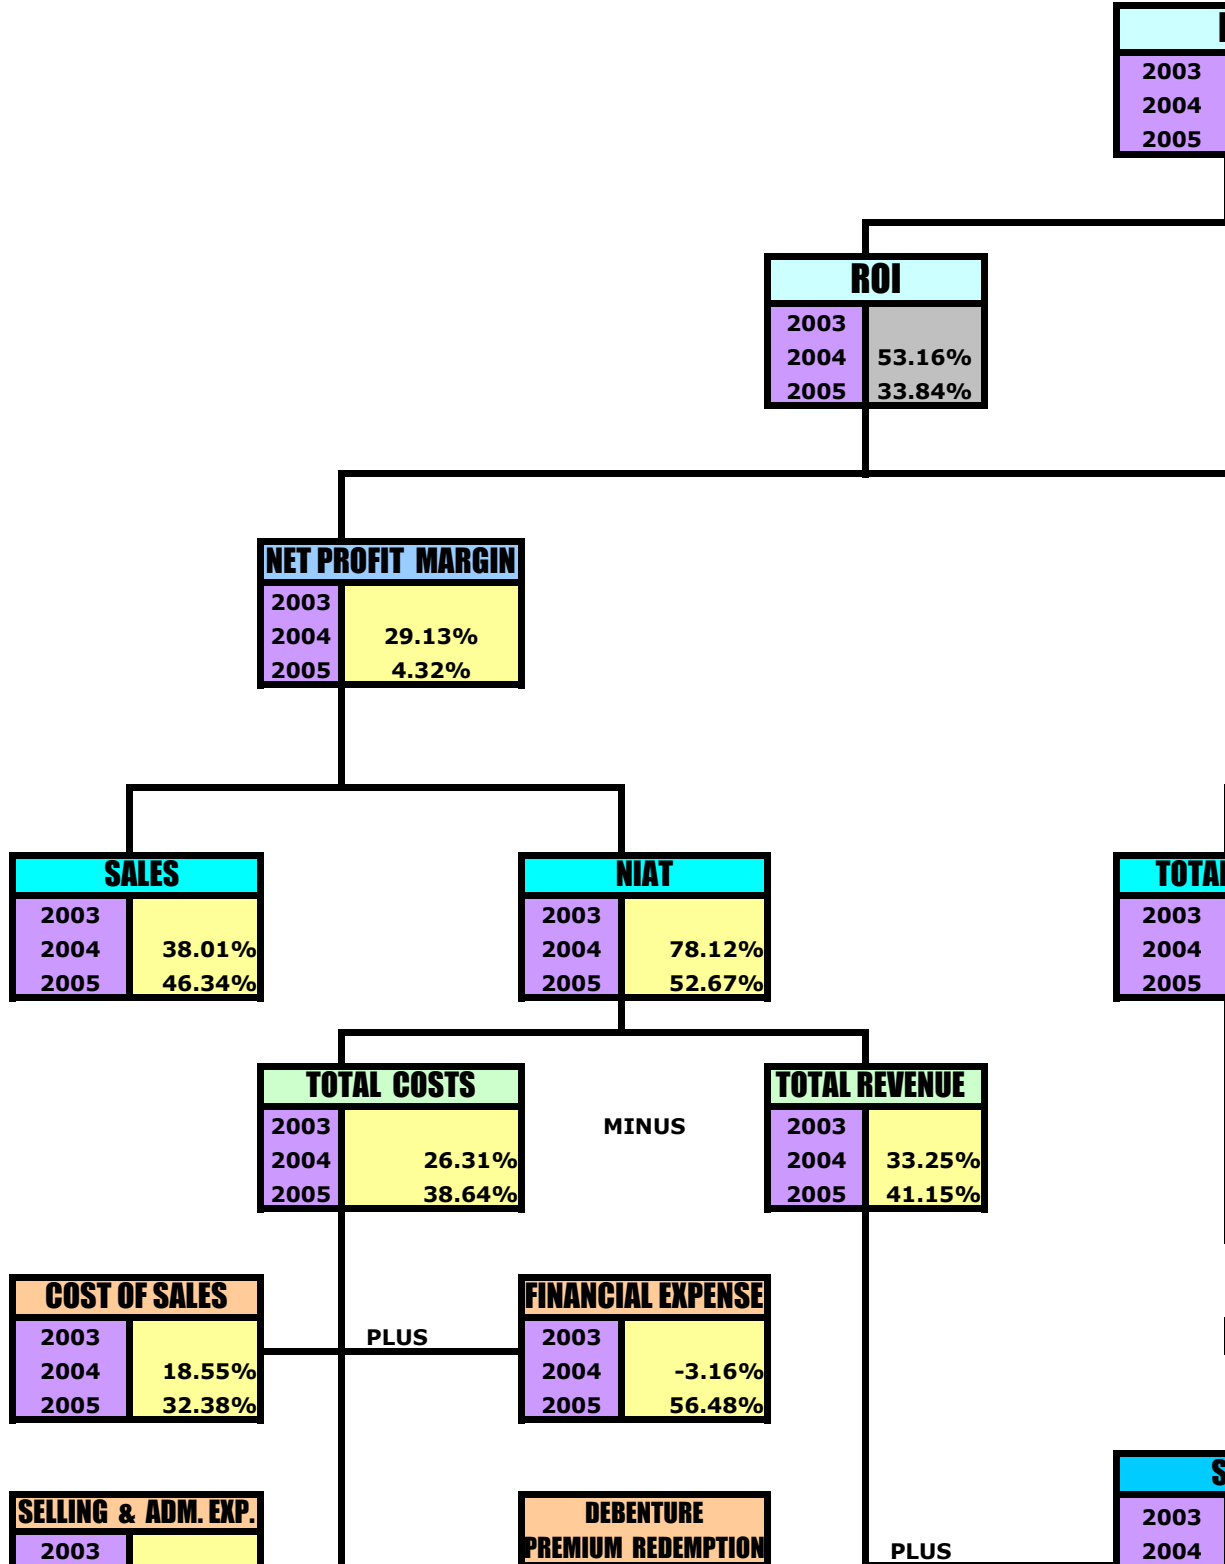 2003
2004
2005
ROI
2003
2004 53.16%
2005 33.84%
NET PROFIT MARGIN
2003
2004 29.13%
2005 4.32%
SALES
2003
2004 38.01%
2005 46.34%
NIAT
2003
2004 78.12%
2005 52.67%
TOTAL
2003
2004
2005
TOTAL COSTS
2003
2004 26.31%
2005 38.64%
MINUS
TOTAL REVENUE
2003
2004 33.25%
2005 41.15%
COST OF SALES
2003
2004 18.55%
2005 32.38%
PLUS
FINANCIAL EXPENSE
2003
2004 -3.16%
2005 56.48%
SELLING & ADM. EXP.
2003
DEBENTURE
PREMIUM REDEMPTION
PLUS
S
2003
2004